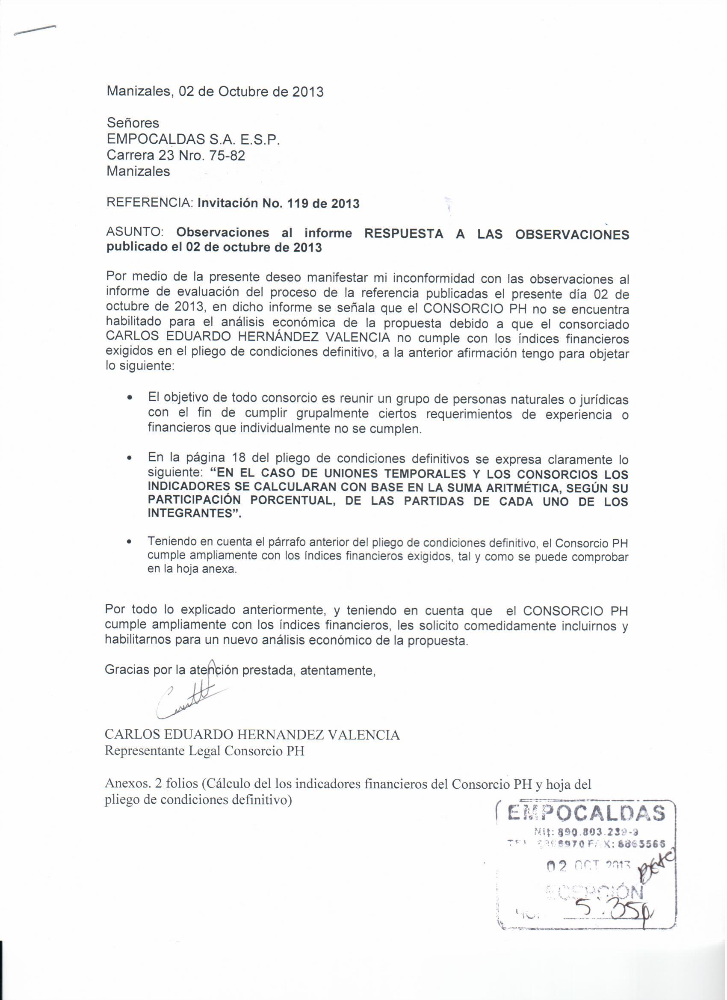 Manizales, 02 de Octubre de 2013
Señores
EMPOCALDAS S.A. E.S.P.
Carrera 23 Nro. 75-82
Manizales
REFERENCIA: Invitación No. 119 de 2013
ASUNTO: Observaciones al informe RESPUESTA A LAS OBSERVACIONES
publicado el 02 de octubre de 2013
Por medio de la presente deseo manifestar mi inconformidad con las observaciones al
informe de evaluación del proceso de la referencia publicadas el presente día 02 de
octubre de 2013, en dicho informe se señala que el CONSORCIO PH no se encuentra
habilitado para el análisis económica de la propuesta debido a que el consorciado
CARLOS EDUARDO HERNÁNDEZ VALENCIA no cumple con los índices financieros
exigidos en el pliego de condiciones definitivo, a la anterior afirmación tengo para objetar
lo siguiente:
• El objetivo de todo consorcio es reunir un grupo de personas naturales o jurídicas
con el fin de cumplir grupalmente ciertos requerimientos de experiencia o
financieros que individualmente no se cumplen.
• En la página 18 del pliego de condiciones definitivos se expresa claramente lo
siguiente: “EN EL CASO DE UNIONES TEMPORALES Y LOS CONSORCIOS LOS
INDICADORES SE CALCULARAN CON BASE EN LA SUMA ARITMÉTICA, SEGÚN SU
PARTICIPACIÓN PORCENTUAL, DE LAS PARTIDAS DE CADA UNO DE LOS
INTEGRANTES”.
• Teniendo en cuenta el párrafo anterior del pliego de condiciones definitivo, el Consorcio PH
cumple ampliamente con los índices financieros exigidos, tal y como se puede comprobar
en la hoja anexa.
Por todo lo explicado anteriormente, y teniendo en cuenta que el CONSORCIO PH
cumple ampliamente con los índices financieros, les solicito comedidamente incluirnos y
habilitarnos para un nuevo análisis económico de la propuesta.
Gracias por la atención prestada, atentamente,
CARLOS EDUARDO HERNANDEZ VALENCIA
Representante Legal Consorcio PH
Anexos. 2 folios (Cálculo del los indicadores financieros del Consorcio PH y hoja del
pliego de condiciones definitivo)
EMPOCALDAS
Nit: 890.803.239-9
FAX: 8865566
02 OCT 2013
RECEPCIÓN
5:35p